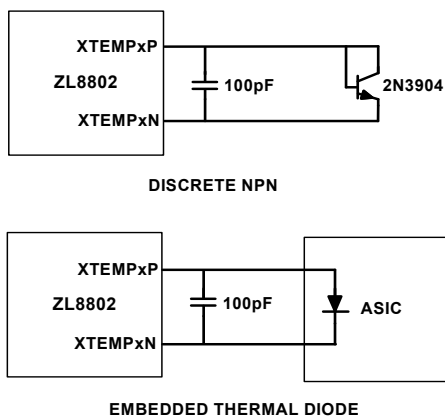 XTEMPxP
ZL8802
100pF
2N3904
XTEMPxN
DISCRETE NPN
XTEMPxP
ZL8802
100pF
ASIC
XTEMPxN
EMBEDDED THERMAL DIODE